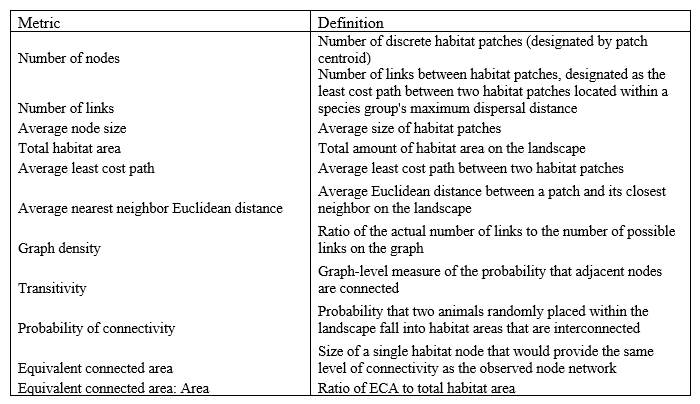 Metric Definition
Number of discrete habitat patches (designated by patch
Number of nodes centroid)
Number of links between habitat patches, designated as the
least cost path between two habitat patches located within a
Number of links species group's maximum dispersal distance
Average node size Average size of habitat patches
Total habitat area Total amount of habitat area on the landscape
Average least cost path Average least cost path between two habitat patches
Average Euclidean distance between a patch and its closest
Average nearest neighbor Euclidean distance neighbor on the landscape
Ratio of the actual number of links to the number of possible
Graph density links on the graph
Graph-level measure of the probability that adjacent nodes
Transitivity are connected
Probability that two animals randomly placed within the
Probability of connectivity landscape fall into habitat areas that are interconnected
Size of a single habitat node that would provide the same
Equivalent connected area level of connectivity as the observed node network
Equivalent connected area: Area Ratio of ECA to total habitat area